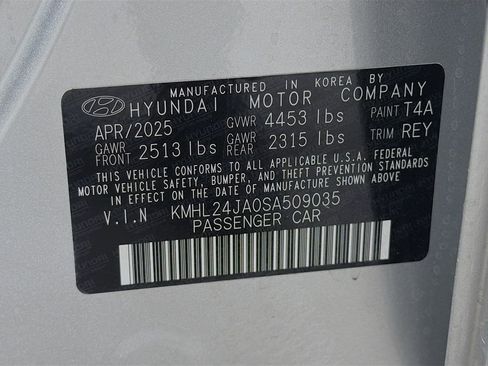 MANUFACTURED IN KOREA BY
HYUNDAI MOTOR COMPANY
APR/2025 GVWR 4453 lbs PAINT T4A
GAWR FRONT 2513 lbs GAWR REAR 2315 lbs TRIM REY
THIS VEHICLE CONFORMS TO ALL APPLICABLE U.S.A. FEDERAL
MOTOR VEHICLE SAFETY, BUMPER, AND THEFT PREVENTION STANDARDS
IN EFFECT ON THE DATE OF MANUFACTURE SHOWN ABOVE.
V.I.N KMHL24JA0SA509035
PASSENGER CAR